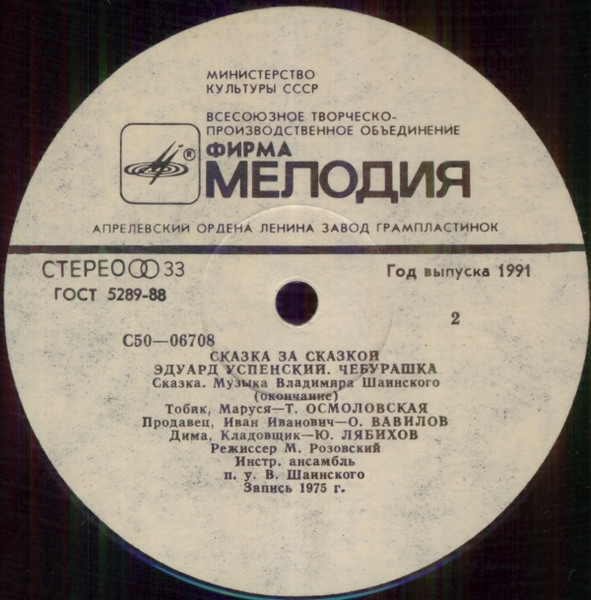 МИНИСТЕРСТВО
КУЛЬТУРЫ СССР
ВСЕСОЮЗНОЕ ТВОРЧЕСКО-
ПРОИЗВОДСТВЕННОЕ ОБЪЕДИНЕНИЕ
®
ФИРМА
МЕЛОДИЯ
АПРЕЛЕВСКИЙ ОРДЕНА ЛЕНИНА ЗАВОД ГРАМПЛАСТИНОК
СТЕРЕО 33
Год выпуска 1991
ГОСТ 5289-88
2
С50—06708
СКАЗКА ЗА СКАЗКОЙ
ЭДУАРД УСПЕНСКИЙ. ЧЕБУРАШКА
Сказка. Музыка Владимира Шаинского
(окончание)
Тобик, Маруся—Т. ОСМОЛОВСКАЯ
Продавец, Иван Иванович—О. ВАВИЛОВ
Дима, Кладовщик—Ю. ЛЯБИХОВ
Режиссер М. Розовский
Инстр. ансамбль
п. у. В. Шаинского
Запись 1975 г.